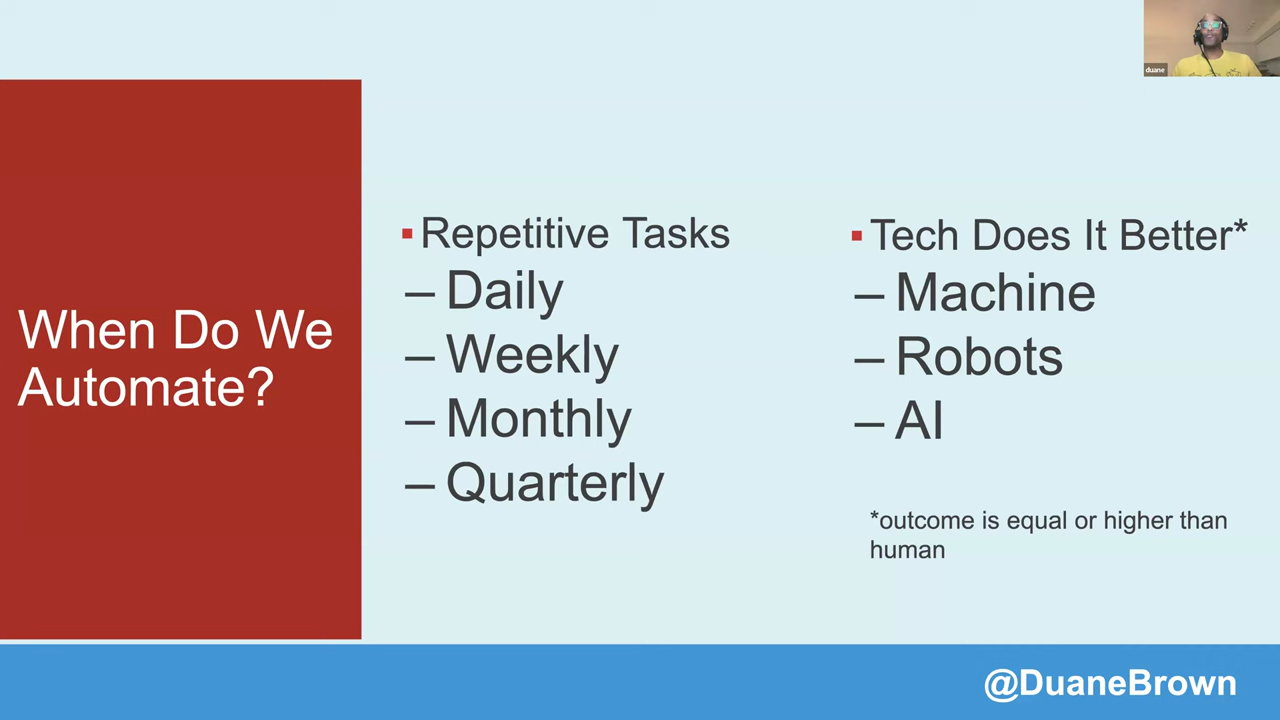 duane
When Do We
Automate?
▪ Repetitive Tasks
– Daily
– Weekly
– Monthly
– Quarterly
▪ Tech Does It Better*
– Machine
– Robots
– AI
*outcome is equal or higher than
human
@DuaneBrown